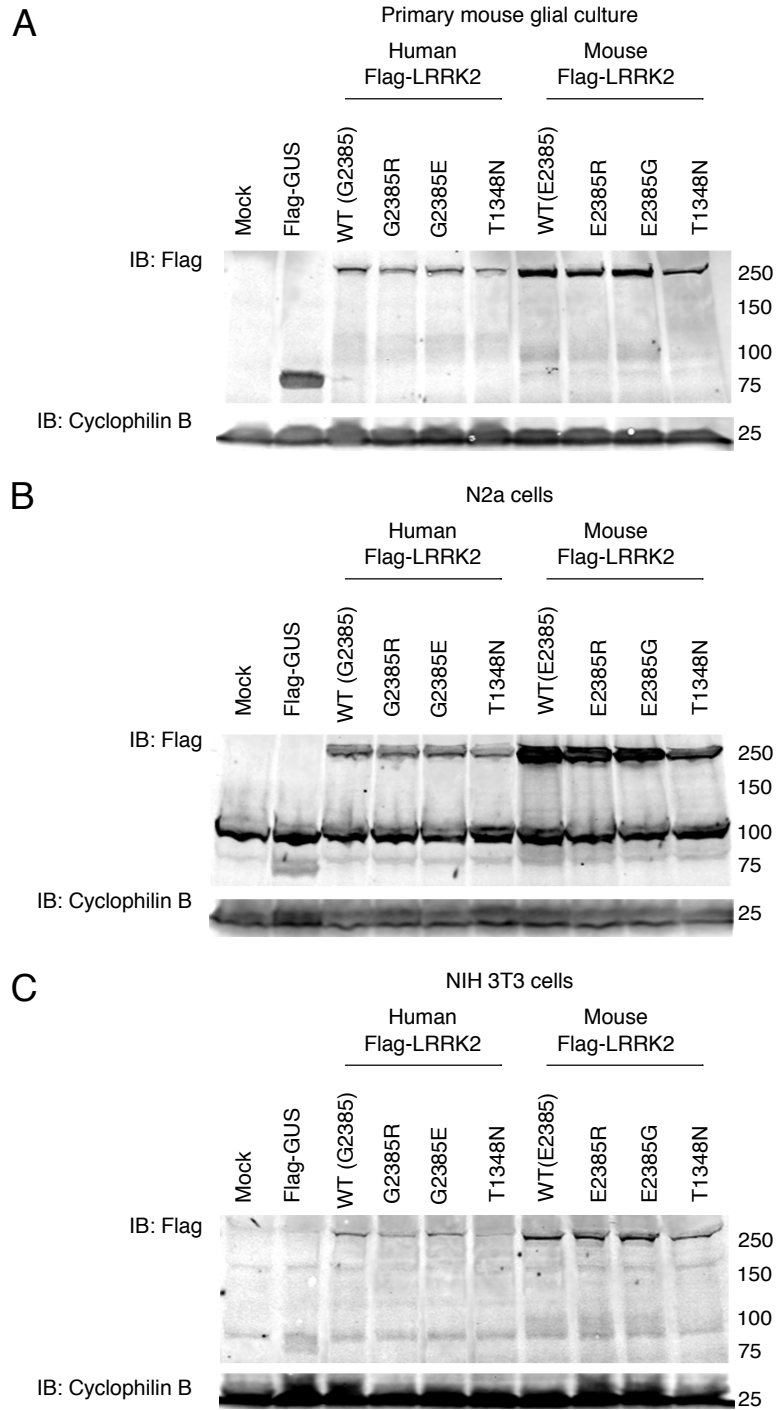 A
Primary mouse glial culture
Human
Flag-LRRK2
Mouse
Flag-LRRK2
Mock
Flag-GUS
WT (G2385)
G2385R
G2385E
T1348N
WT(E2385)
E2385R
E2385G
T1348N
IB: Flag
250
150
100
75
IB: Cyclophilin B
25
B
N2a cells
Human
Flag-LRRK2
Mouse
Flag-LRRK2
Mock
Flag-GUS
WT (G2385)
G2385R
G2385E
T1348N
WT(E2385)
E2385R
E2385G
T1348N
IB: Flag
250
150
100
75
IB: Cyclophilin B
25
C
NIH 3T3 cells
Human
Flag-LRRK2
Mouse
Flag-LRRK2
Mock
Flag-GUS
WT (G2385)
G2385R
G2385E
T1348N
WT(E2385)
E2385R
E2385G
T1348N
IB: Flag
250
150
100
75
IB: Cyclophilin B
25